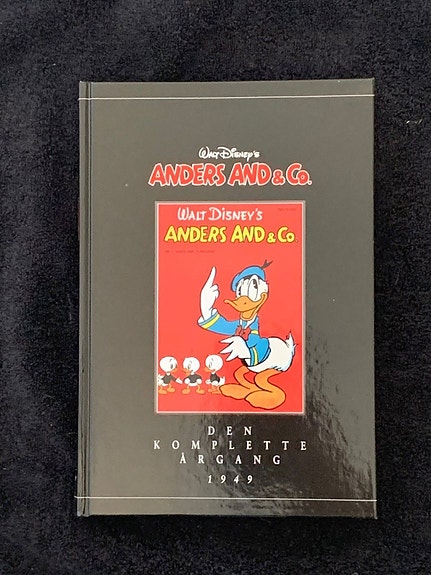 Walt Disney's
ANDERS AND & Co.
WALT DISNEY'S
ANDERS AND & Co.
DEN
KOMPLETTE
ÅRGANG
1949